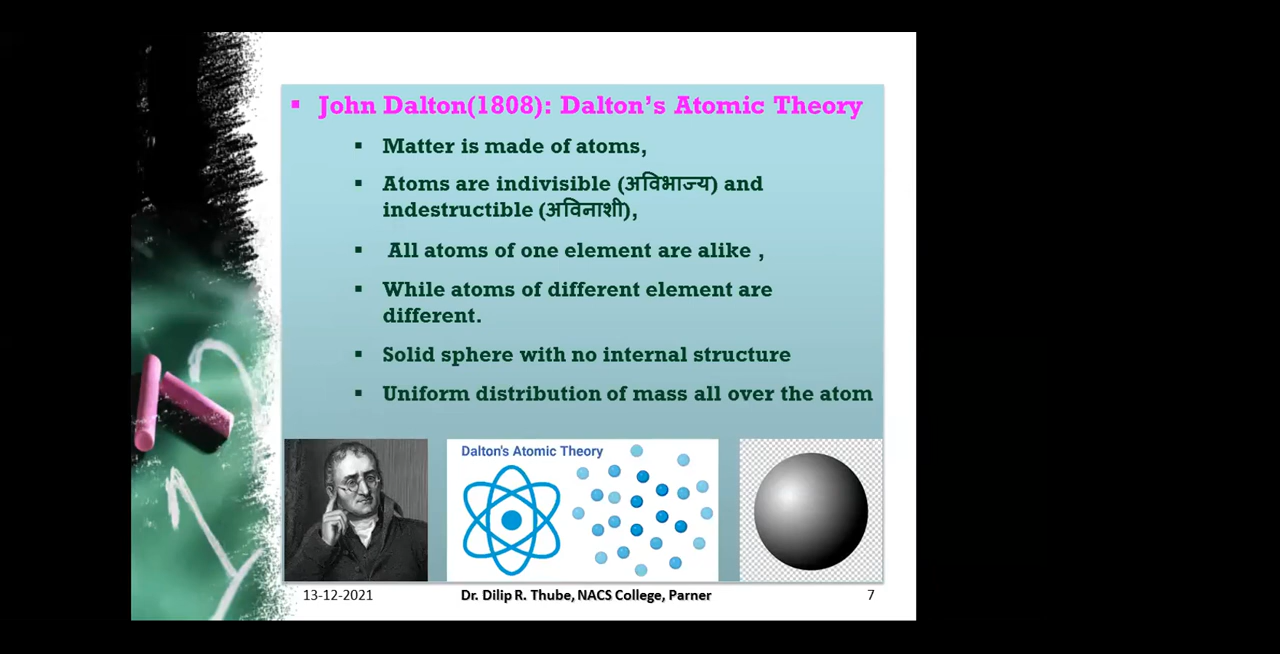 ▪ John Dalton(1808): Dalton's Atomic Theory
▪ Matter is made of atoms,
▪ Atoms are indivisible (अविभाज्य) and
indestructible (अविनाशी),
▪ All atoms of one element are alike ,
▪ While atoms of different element are
different.
▪ Solid sphere with no internal structure
▪ Uniform distribution of mass all over the atom
Dalton's Atomic Theory
13-12-2021 Dr. Dilip R. Thube, NACS College, Parner 7